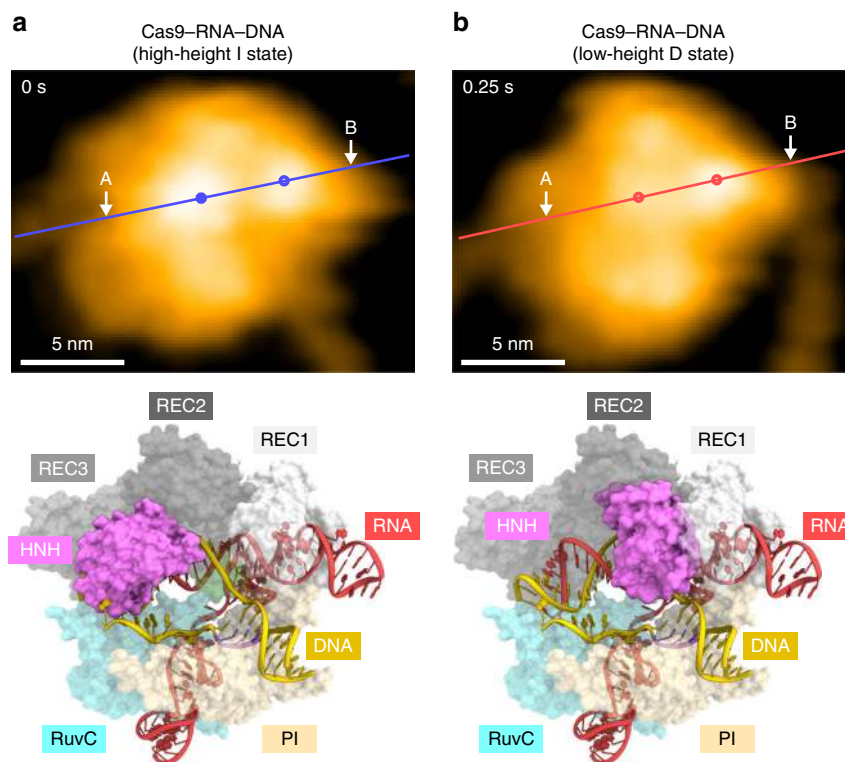 a
Cas9–RNA–DNA
(high-height I state)
0 s
A
B
5 nm
REC2
REC1
REC3
RNA
HNH
DNA
RuvC
PI
b
Cas9–RNA–DNA
(low-height D state)
0.25 s
A
B
5 nm
REC2
REC1
REC3
HNH
RNA
DNA
RuvC
PI